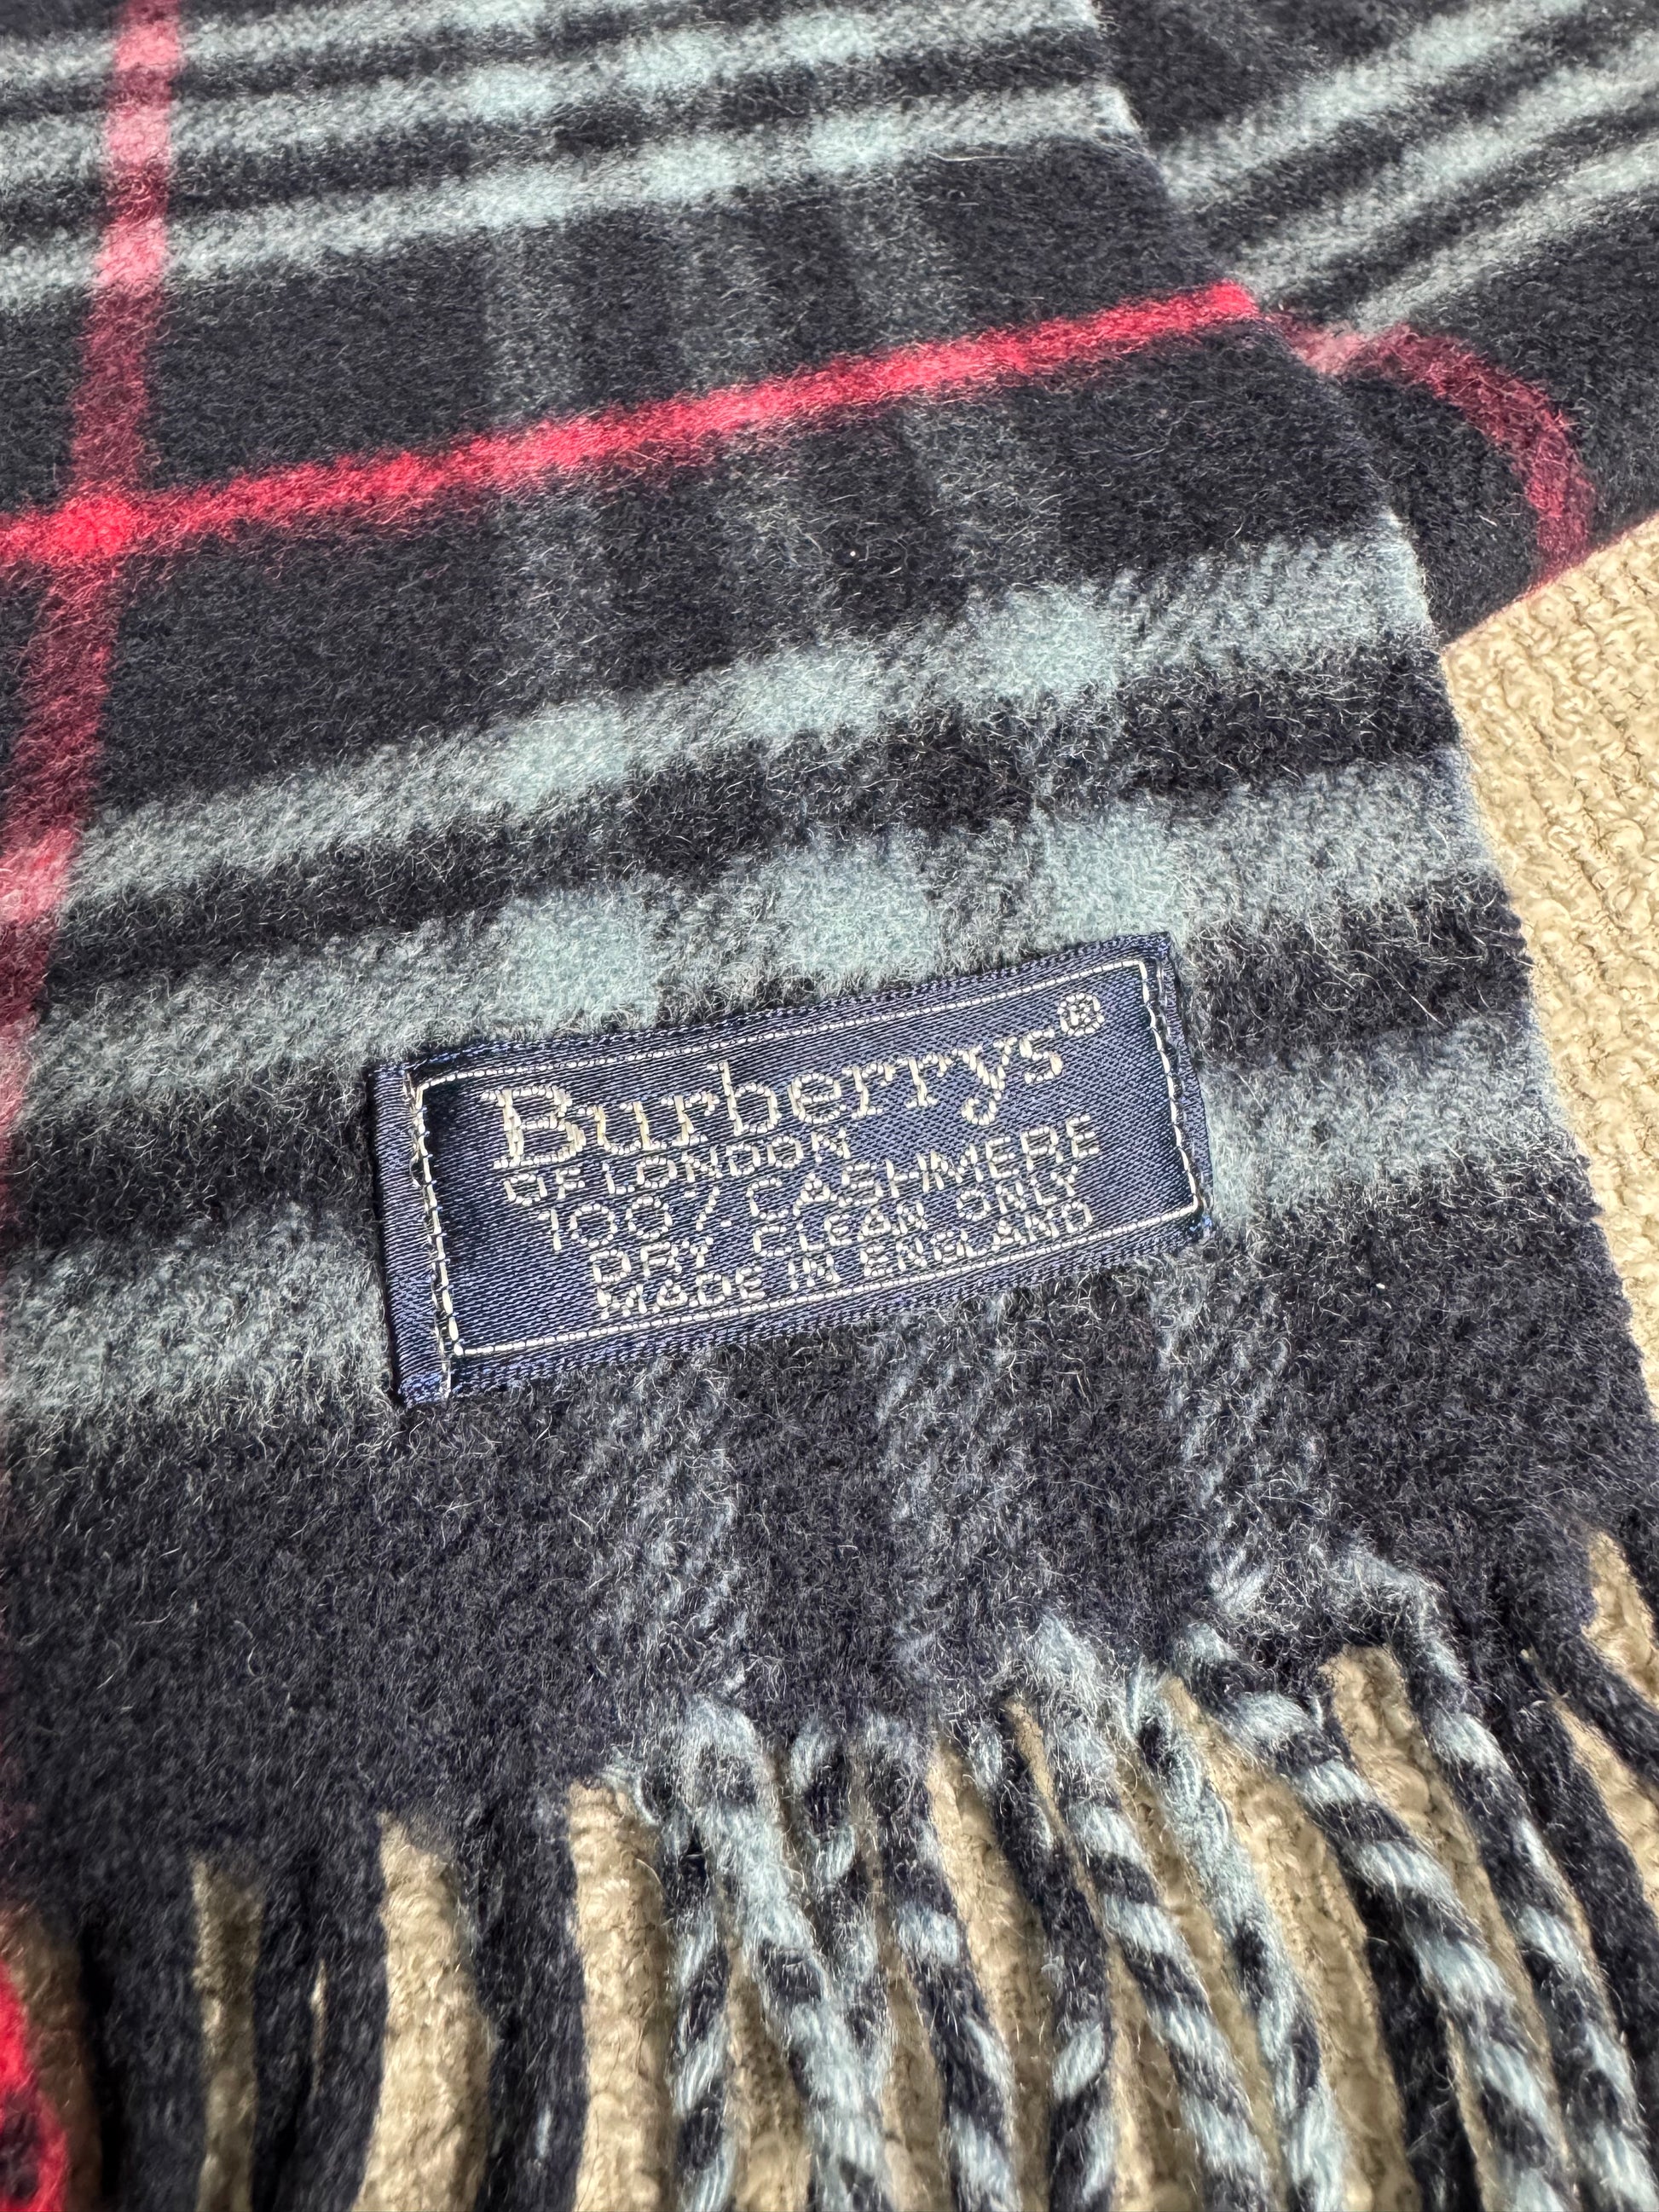 Burberrys®
OF LONDON
100% CASHMERE
DRY CLEAN ONLY
MADE IN ENGLAND